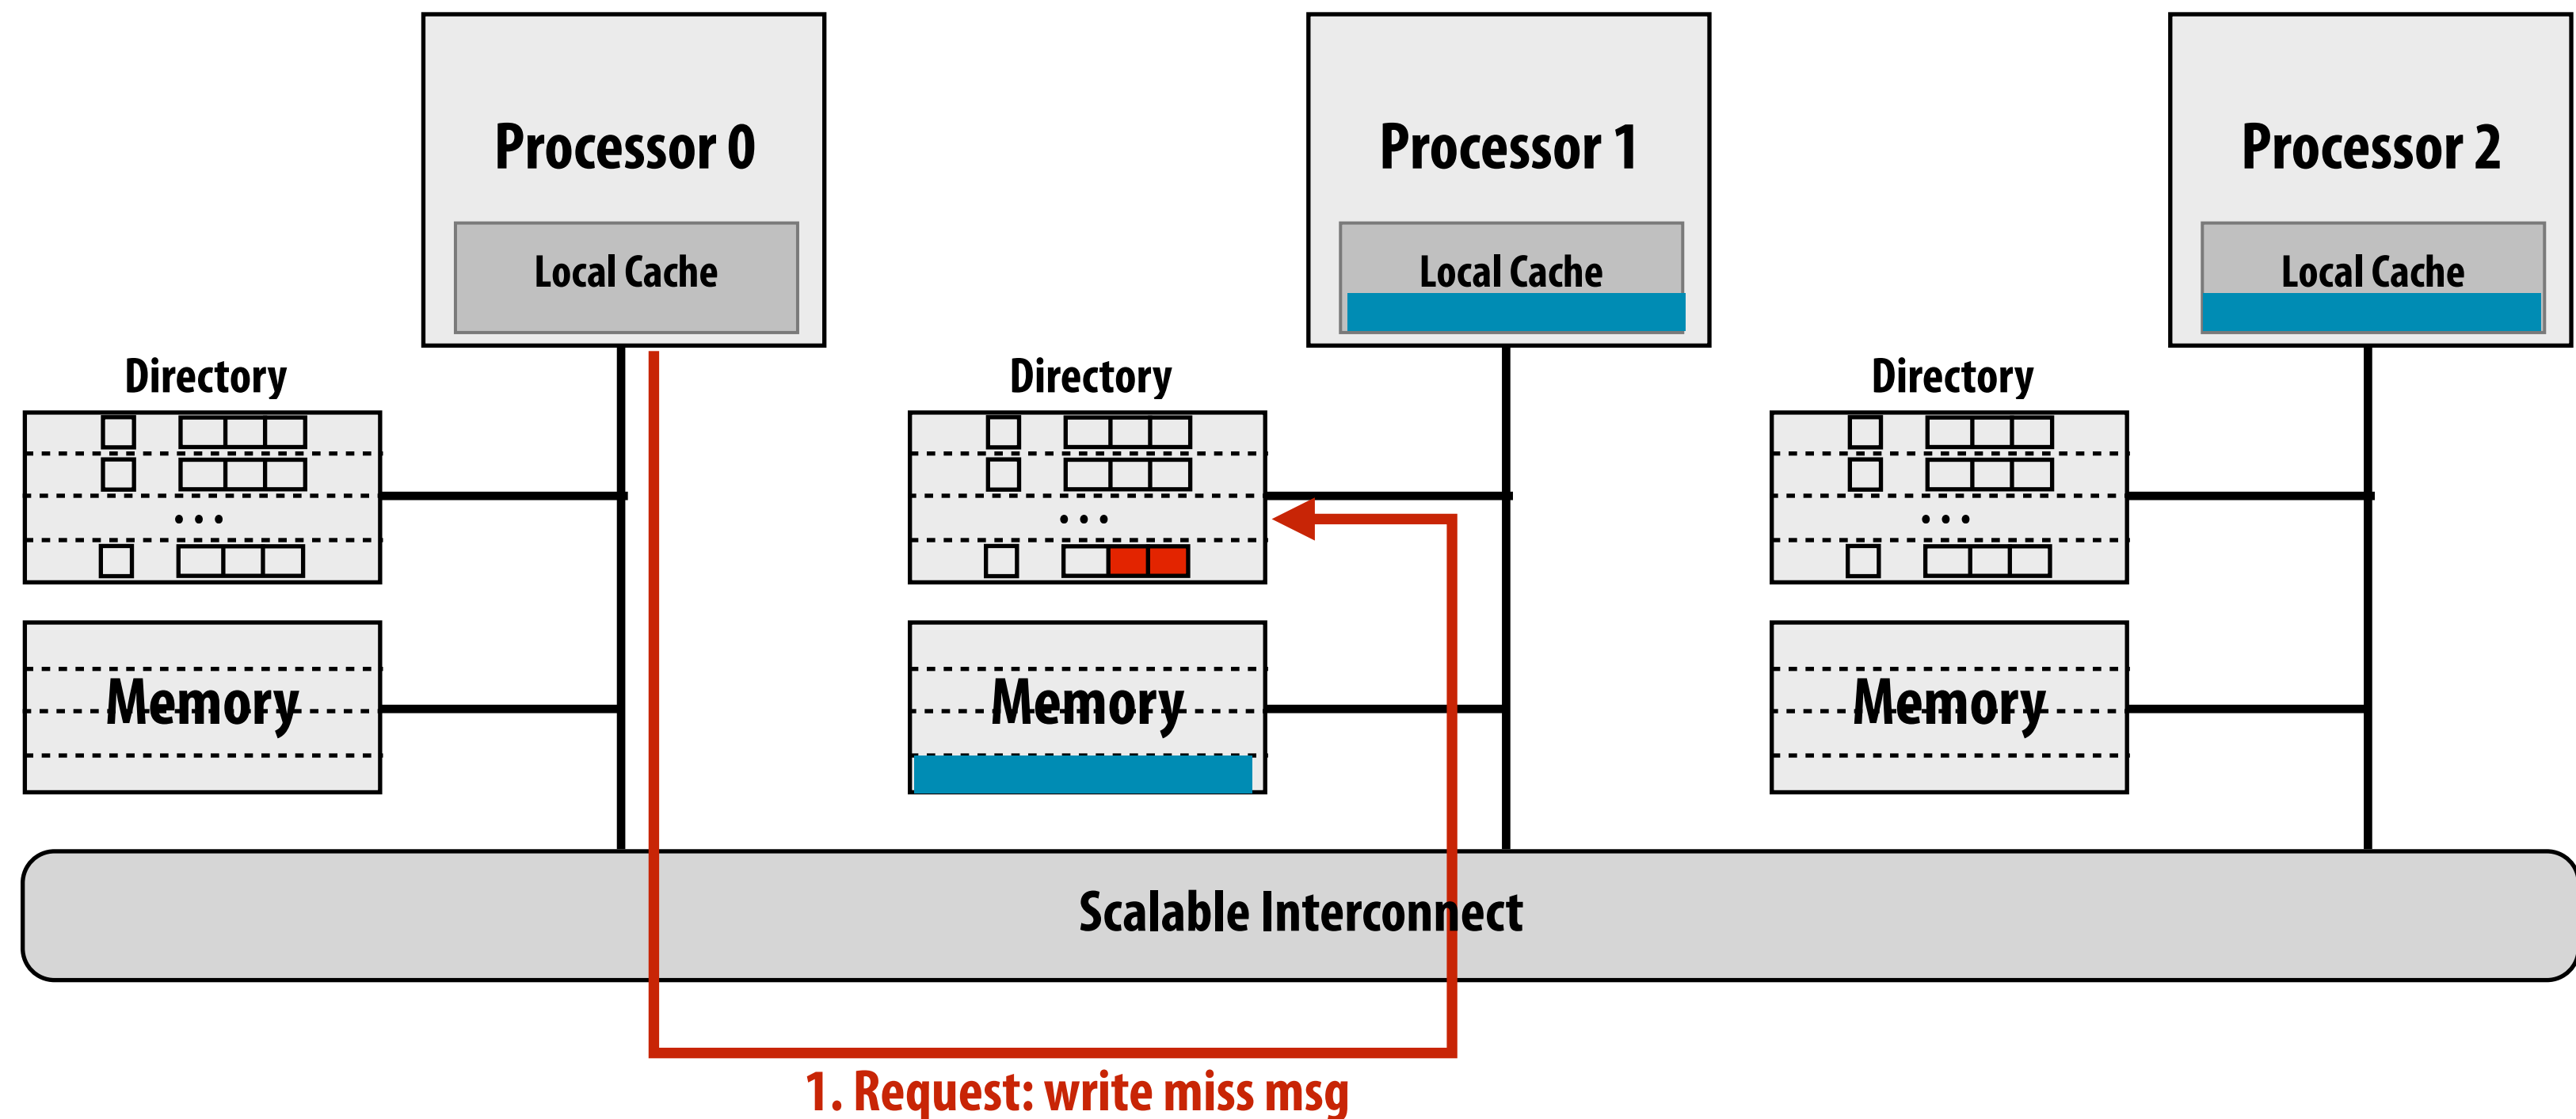 Processor 0
Processor 1
Processor 2
Local Cache
Local Cache
Local Cache
Directory
Directory
Directory
...
...
...
Memory
Memory
Memory
Scalable Interconnect
1. Request: write miss msg